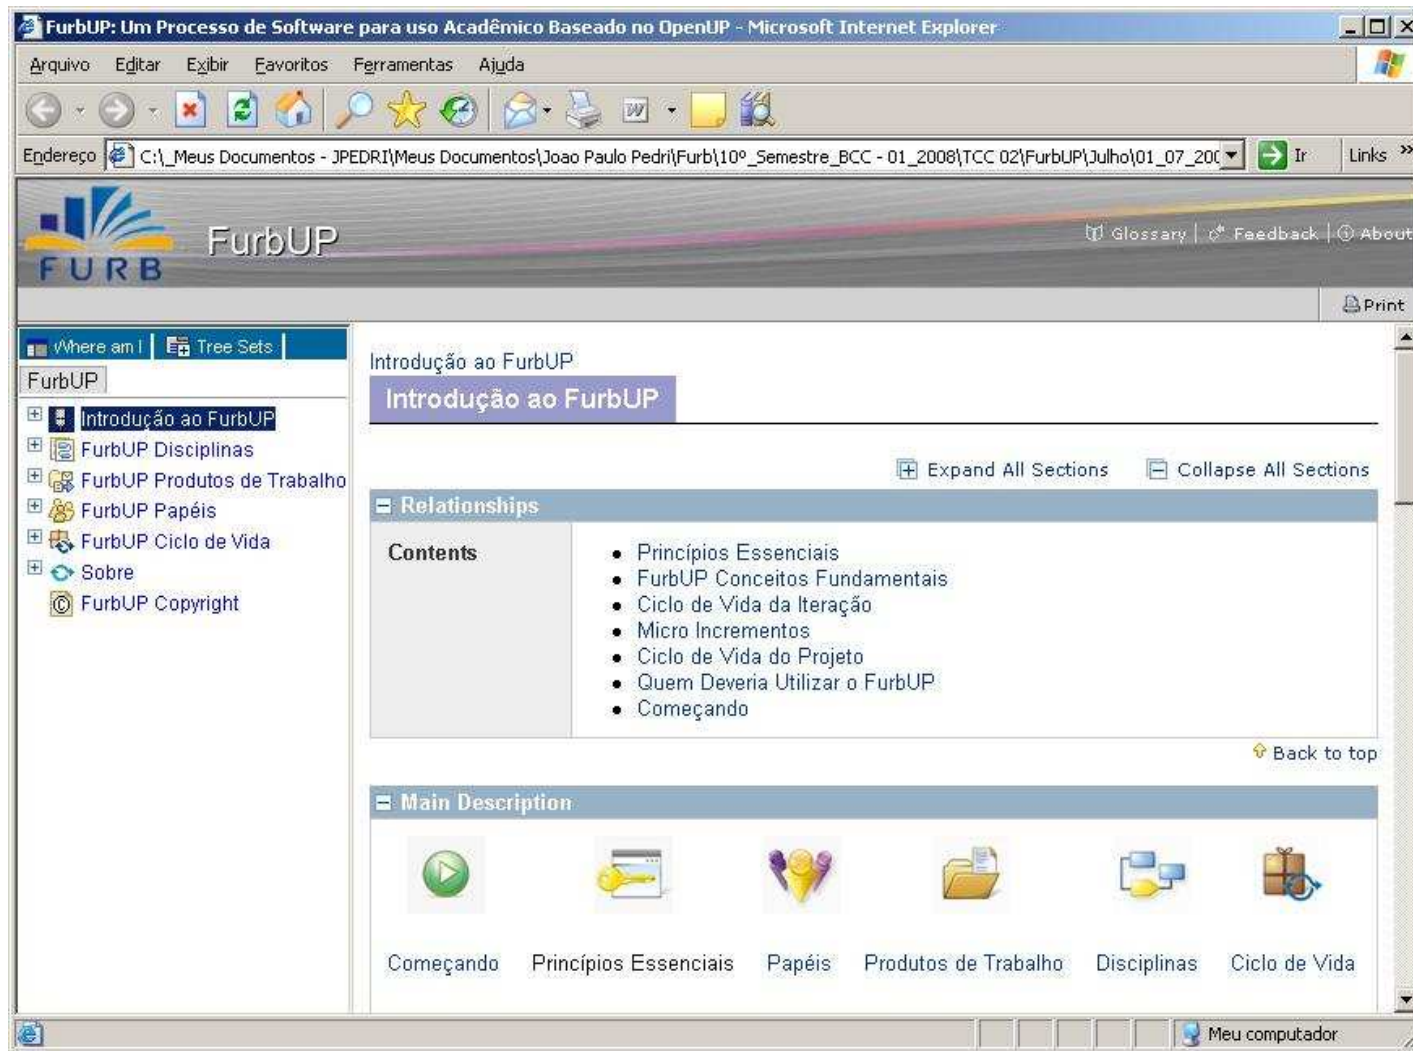 FurbUP: Um Processo de Software para uso Acadêmico Baseado no OpenUP - Microsoft Internet Explorer
Arquivo Editar Exibir Favoritos Ferramentas Ajuda
Endereço C:\_Meus Documentos - JPEDRI\Meus Documentos\Joao Paulo Pedri\Furb\10º_Semestre_BCC - 01_2008\TCC 02\FurbUP\Julho\01_07_200 Ir Links »
FURB
FurbUP
Glossary | Feedback | About
Print
Where am I Tree Sets
FurbUP
Introdução ao FurbUP
FurbUP Disciplinas
FurbUP Produtos de Trabalho
FurbUP Papéis
FurbUP Ciclo de Vida
Sobre
FurbUP Copyright
Introdução ao FurbUP
Introdução ao FurbUP
Expand All Sections Collapse All Sections
Relationships
Contents
Princípios Essenciais
FurbUP Conceitos Fundamentais
Ciclo de Vida da Iteração
Micro Incrementos
Ciclo de Vida do Projeto
Quem Deveria Utilizar o FurbUP
Começando
Back to top
Main Description
Começando Princípios Essenciais Papéis Produtos de Trabalho Disciplinas Ciclo de Vida
Meu computador